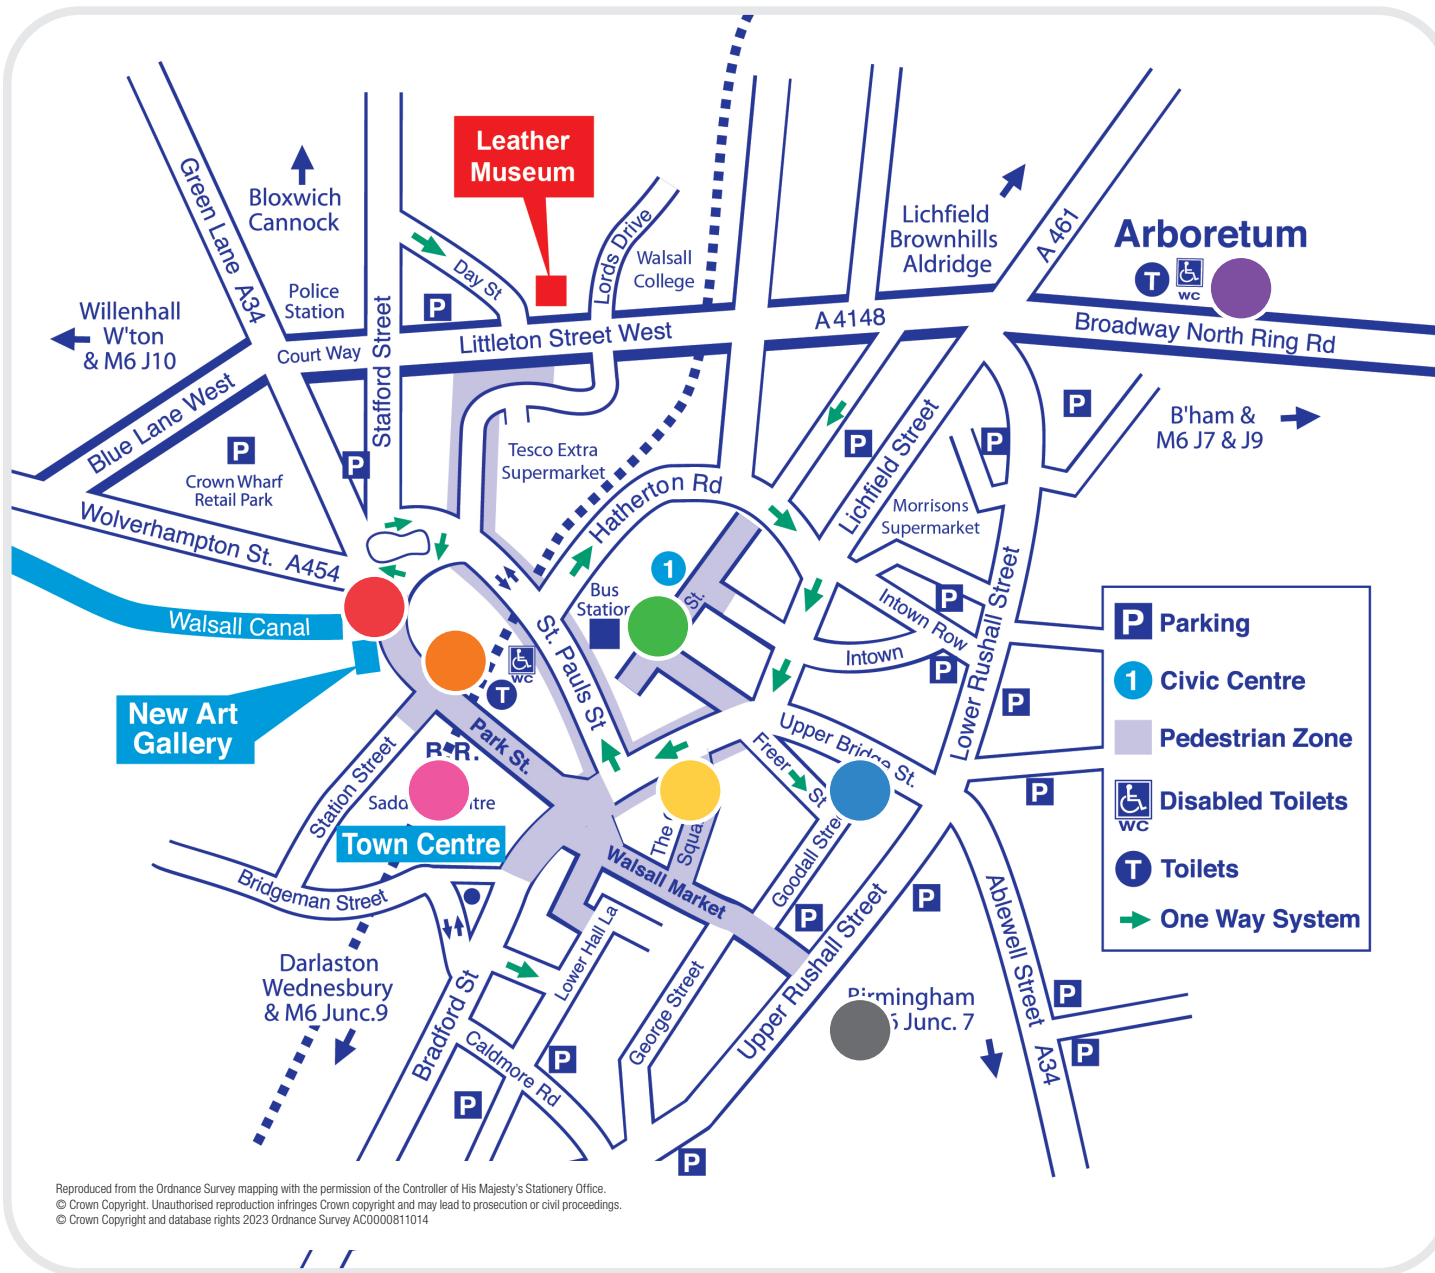 Leather
Museum
Green Lane A34
Bloxwich
Cannock
Day St
Lords Drive
Walsall
College
Lichfield
Brownhills
Aldridge
A 461
Arboretum
T
WC
Willenhall
W'ton
& M6 J10
Police
Station
P
Stafford Street
Court Way
Littleton Street West
A 4148
Broadway North Ring Rd
Blue Lane West
P
Crown Wharf
Retail Park
P
Tesco Extra
Supermarket
Hatherton Rd
P
Lichfield Street
P
P
B'ham &
M6 J7 & J9
Morrisons
Supermarket
Wolverhampton St. A454
Walsall Canal
1
Bus
St.
St. Pauls St
WC
T
P
Intown Row
Intown
P
Lower Rushall Street
P
P Parking
1 Civic Centre
Pedestrian Zone
WC
Disabled Toilets
T Toilets
One Way System
New Art
Gallery
Park St.
Station Street
Town Centre
Upper Bridge St.
Freer St
The
Walsall Market
Goodall
P
P
P
Bridgeman Street
Lower Hall La
Upper Rushall Street
Ablewell Street A34
Darlaston
Wednesbury
& M6 Junc.9
Bradford St
George Street
Birmingham
Junc. 7
P
P
Caldmore Rd
P
P
P
Reproduced from the Ordnance Survey mapping with the permission of the Controller of His Majesty's Stationery Office.
© Crown Copyright. Unauthorised reproduction infringes Crown copyright and may lead to prosecution or civil proceedings.
© Crown Copyright and database rights 2023 Ordnance Survey AC0000811014